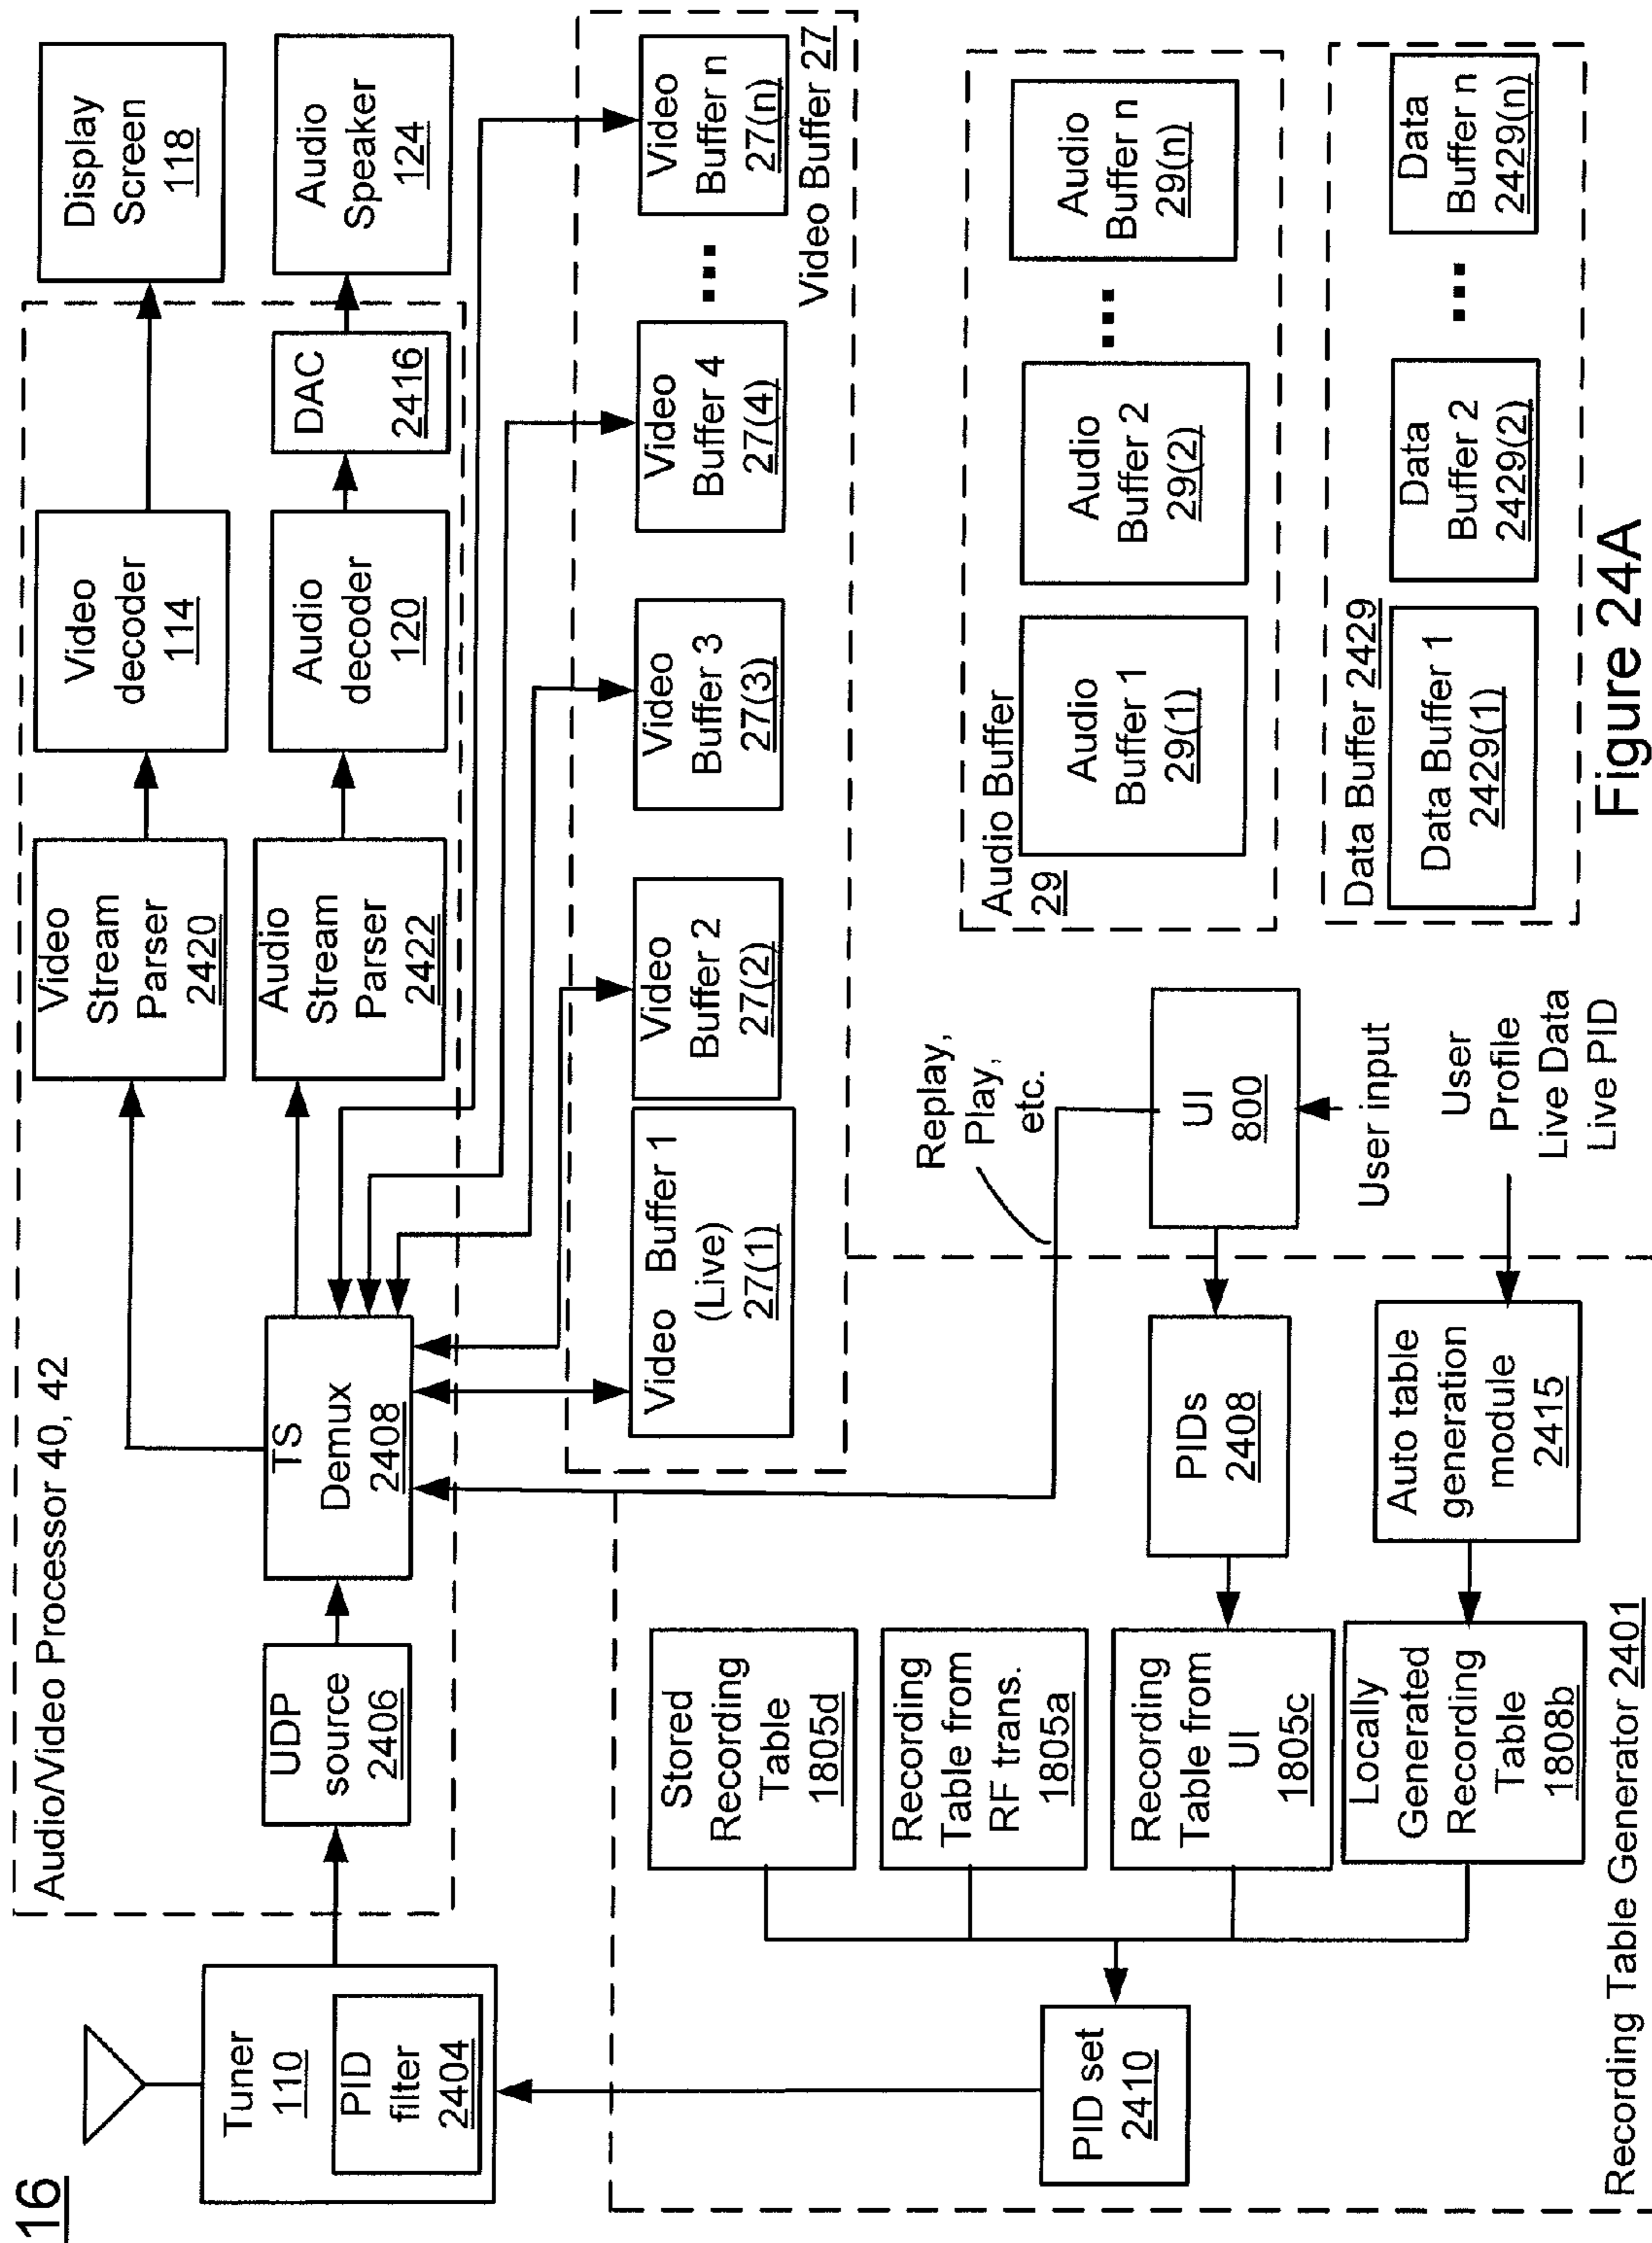 16
Tuner
110
PID
filter
2404
Audio/Video Processor 40, 42
UDP
source
2406
TS
Demux
2408
Video
Stream
Parser
2420
Audio
Stream
Parser
2422
Video
decoder
114
Audio
decoder
120
DAC
2416
Display
Screen
118
Audio
Speaker
124
Video Buffer 1
(Live)
27(1)
Video
Buffer 2
27(2)
Video
Buffer 3
27(3)
Video
Buffer 4
27(4)
...
Video
Buffer n
27(n)
Video Buffer 27
PID set
2410
Stored
Recording
Table
1805d
Recording
Table from
RF trans.
1805a
Recording
Table from
UI
1805c
Locally
Generated
Recording
Table
1808b
PIDs
2408
Auto table
generation
module
2415
Recording Table Generator 2401
Replay,
Play,
etc.
UI
800
User input
User
Profile
Live Data
Live PID
Audio Buffer
29
Audio
Buffer 1
29(1)
Audio
Buffer 2
29(2)
...
Audio
Buffer n
29(n)
Data Buffer 2429
Data Buffer 1
2429(1)
Data
Buffer 2
2429(2)
...
Data
Buffer n
2429(n)
Figure 24A